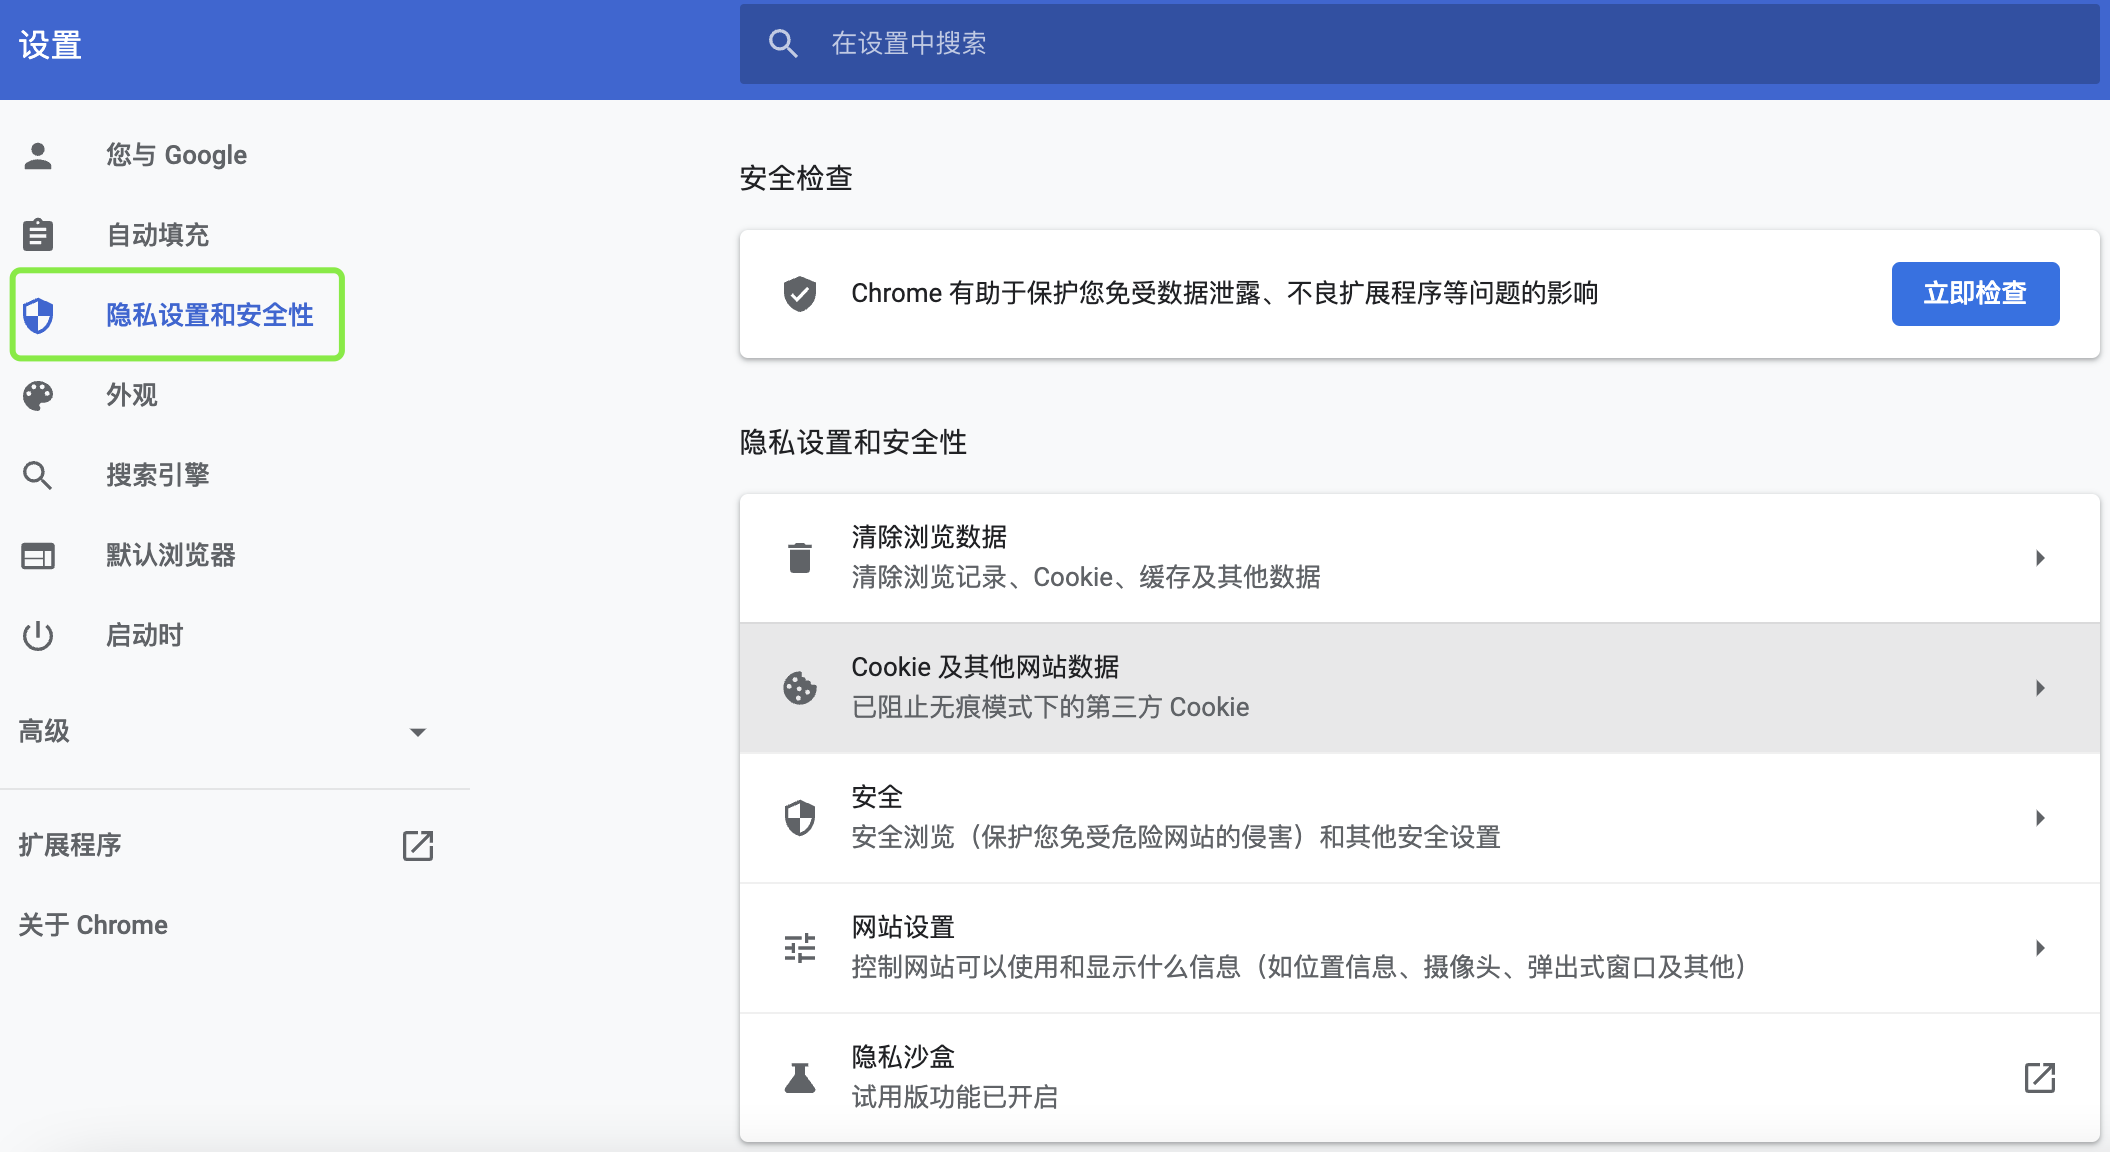 设置
在设置中搜索
您与 Google
自动填充
隐私设置和安全性
外观
搜索引擎
默认浏览器
启动时
高级
扩展程序
关于 Chrome
安全检查
Chrome 有助于保护您免受数据泄露、不良扩展程序等问题的影响
立即检查
隐私设置和安全性
清除浏览数据
清除浏览记录、Cookie、缓存及其他数据
Cookie 及其他网站数据
已阻止无痕模式下的第三方 Cookie
安全
安全浏览（保护您免受危险网站的侵害）和其他安全设置
网站设置
控制网站可以使用和显示什么信息（如位置信息、摄像头、弹出式窗口及其他）
隐私沙盒
试用版功能已开启